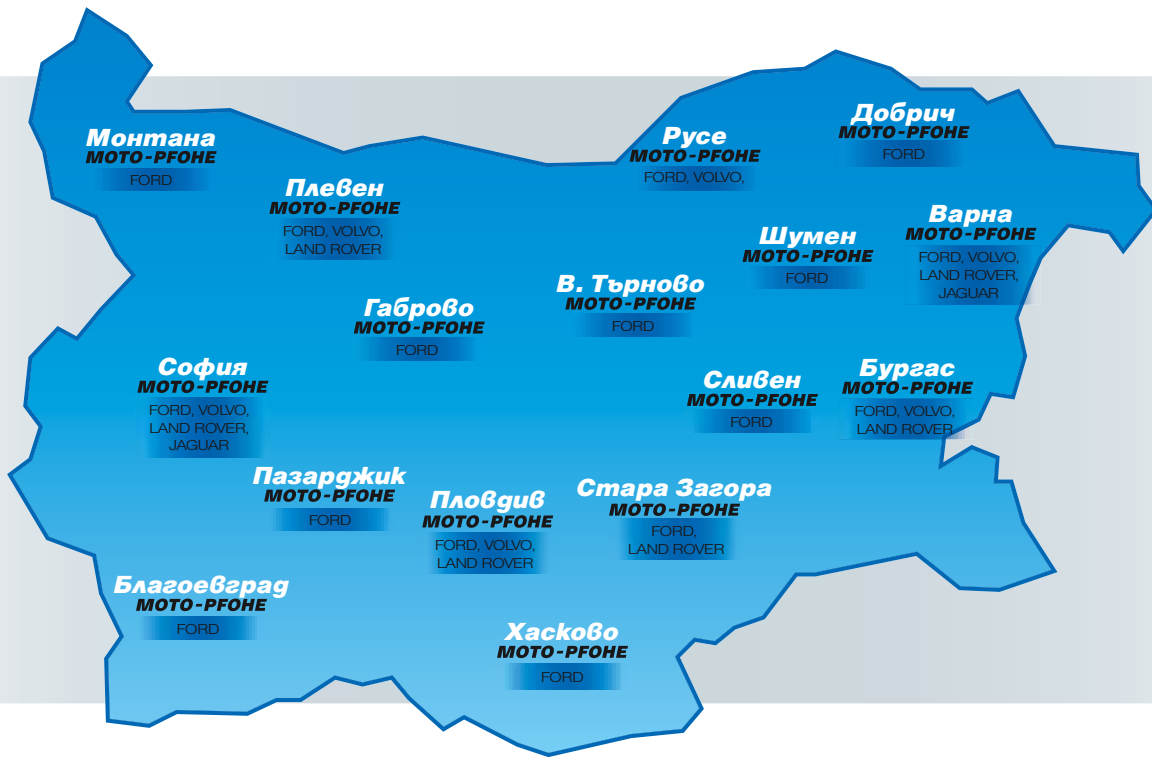 Монтана
MOTO-PFOHE
FORD
Плевен
MOTO-PFOHE
FORD, VOLVO,
LAND ROVER
Русе
MOTO-PFOHE
FORD, VOLVO,
Добрич
MOTO-PFOHE
FORD
Варна
MOTO-PFOHE
FORD, VOLVO,
LAND ROVER,
JAGUAR
Шумен
MOTO-PFOHE
FORD
В. Търново
MOTO-PFOHE
FORD
Габрово
MOTO-PFOHE
FORD
София
MOTO-PFOHE
FORD, VOLVO,
LAND ROVER,
JAGUAR
Сливен
MOTO-PFOHE
FORD
Бургас
MOTO-PFOHE
FORD, VOLVO,
LAND ROVER
Пазарджик
MOTO-PFOHE
FORD
Пловдив
MOTO-PFOHE
FORD, VOLVO,
LAND ROVER
Стара Загора
MOTO-PFOHE
FORD,
LAND ROVER
Благоевград
MOTO-PFOHE
FORD
Хасково
MOTO-PFOHE
FORD